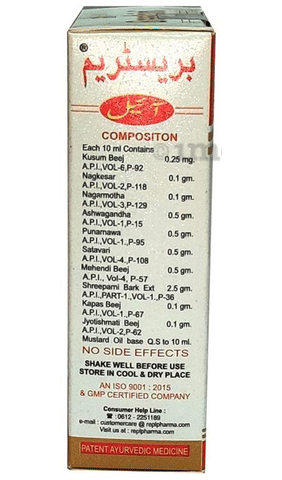 ®
بریسٹریم
آئیل
COMPOSITON
Each 10 ml Contains
Kusum Beej 0.25 mg.
A.P.I.,VOL-6,P-92
Nagkesar 0.1 gm.
A.P.I.,VOL-2,P-118
Nagarmotha 0.1 gm.
A.P.I.,VOL-3,P-129
Ashwagandha 0.5 gm.
A.P.I.,VOL-1,P-15
Punarnawa 0.5 gm.
A.P.I.,VOL-1.,P-95
Satavari 0.5 gm.
A.P.I.,VOL-4.,P-108
Mehendi Beej 0.5 gm.
A.P.I., Vol-4, P-57
Shreeparni Bark Ext 2.5 gm.
A.P.I.,PART-1.,VOL-1.,P-36
Kapas Beej 0.1 gm.
A.P.I.,VOL-1.,P-67
Jyotishmati Beej 0.1 gm.
A.P.I.,VOL-2,P-62
Mustard Oil base Q.S to 10 ml.
NO SIDE EFFECTS
SHAKE WELL BEFORE USE
STORE IN COOL & DRY PLACE
AN ISO 9001 : 2015
& GMP CERTIFIED COMPANY
Consumer Help Line :
☎ : 0612 - 2251189
e-mail : customercare @ replpharma.com
Visit us at : replpharma.com
PATENT AYURVEDIC MEDICINE